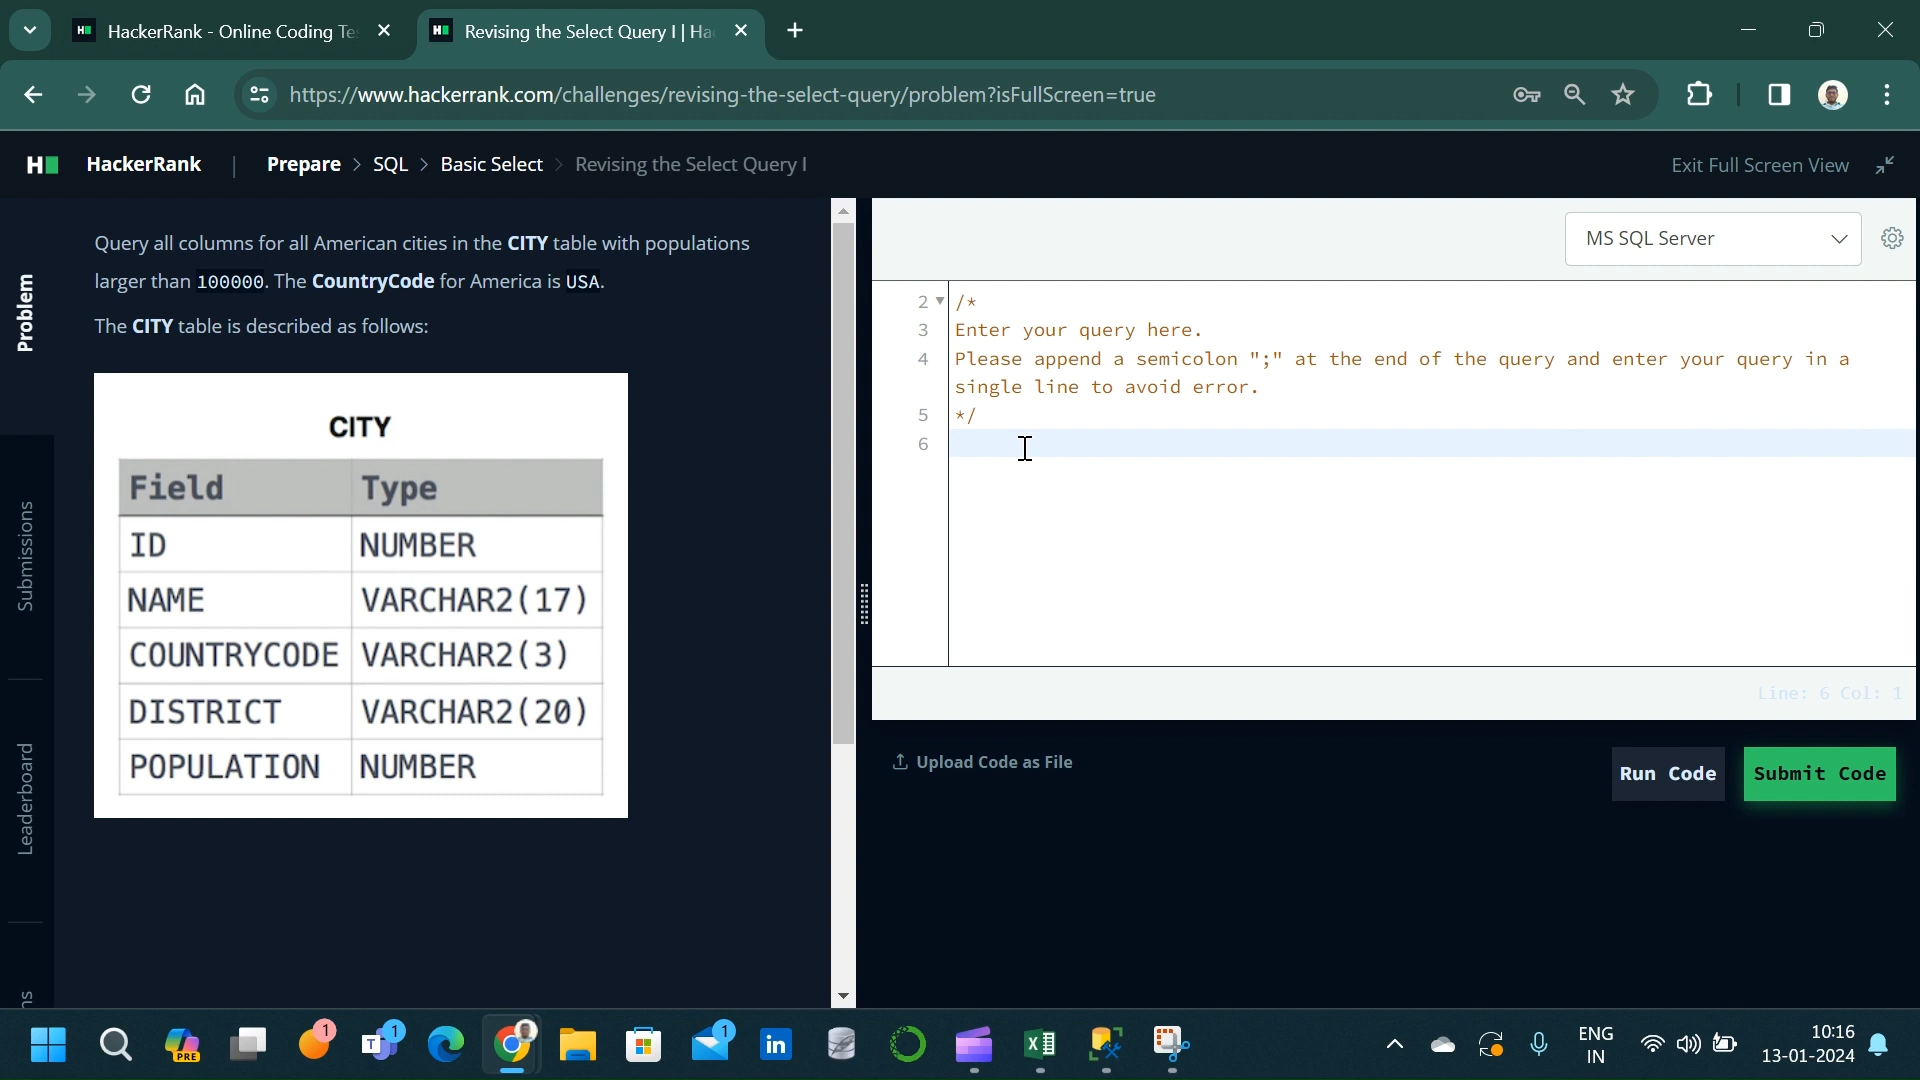 HackerRank - Online Coding Te
Revising the Select Query I | Ha
https://www.hackerrank.com/challenges/revising-the-select-query/problem?isFullScreen=true
HackerRank | Prepare > SQL > Basic Select > Revising the Select Query I
Exit Full Screen View
Problem
Submissions
Leaderboard
ns
Query all columns for all American cities in the CITY table with populations
larger than 100000. The CountryCode for America is USA.
The CITY table is described as follows:
CITY
Field Type
ID NUMBER
NAME VARCHAR2(17)
COUNTRYCODE VARCHAR2(3)
DISTRICT VARCHAR2(20)
POPULATION NUMBER
MS SQL Server
2 /*
3 Enter your query here.
4 Please append a semicolon ";" at the end of the query and enter your query in a
single line to avoid error.
5 */
6
Line: 6 Col: 1
Upload Code as File
Run Code
Submit Code
PRE
1
T 1
1
in
X
ENG
IN
10:16
13-01-2024